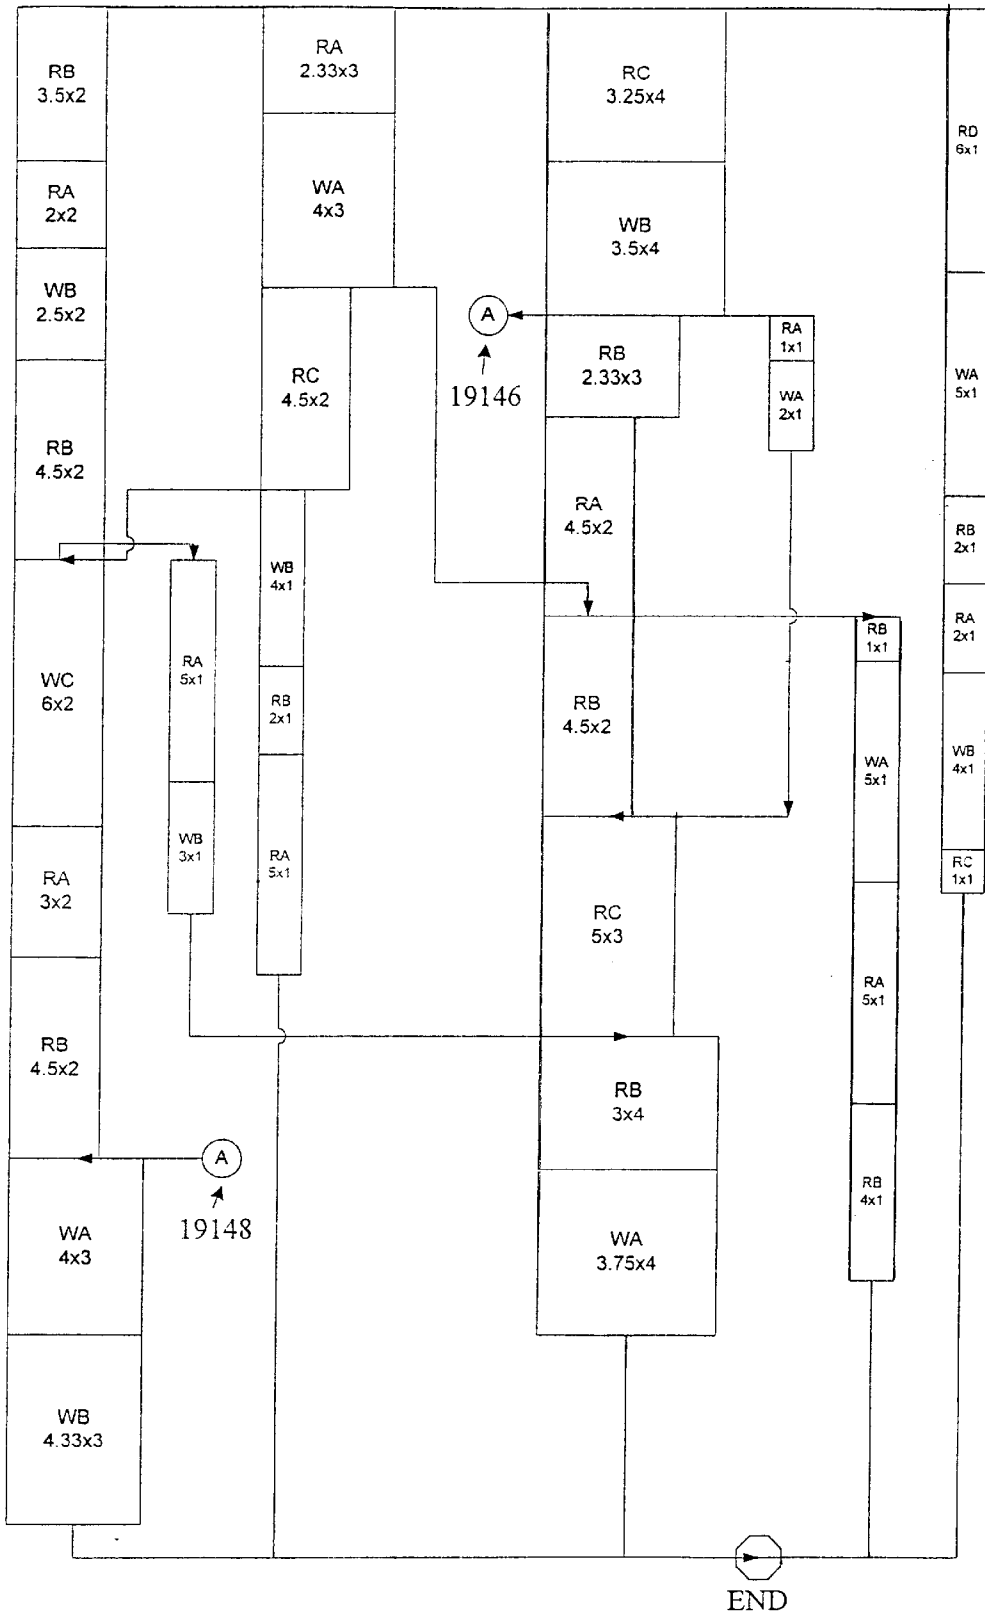 RB
3.5x2
RA
2x2
WB
2.5x2
RB
4.5x2
WC
6x2
RA
3x2
RB
4.5x2
WA
4x3
WB
4.33x3
RA
5x1
WB
3x1
A
19148
RA
2.33x3
WA
4x3
RC
4.5x2
WB
4x1
RB
2x1
RA
5x1
A
19146
RC
3.25x4
WB
3.5x4
RB
2.33x3
RA
4.5x2
RB
4.5x2
RC
5x3
RB
3x4
WA
3.75x4
RA
1x1
WA
2x1
RB
1x1
WA
5x1
RA
5x1
RB
4x1
RD
6x1
WA
5x1
RB
2x1
RA
2x1
WB
4x1
RC
1x1
END